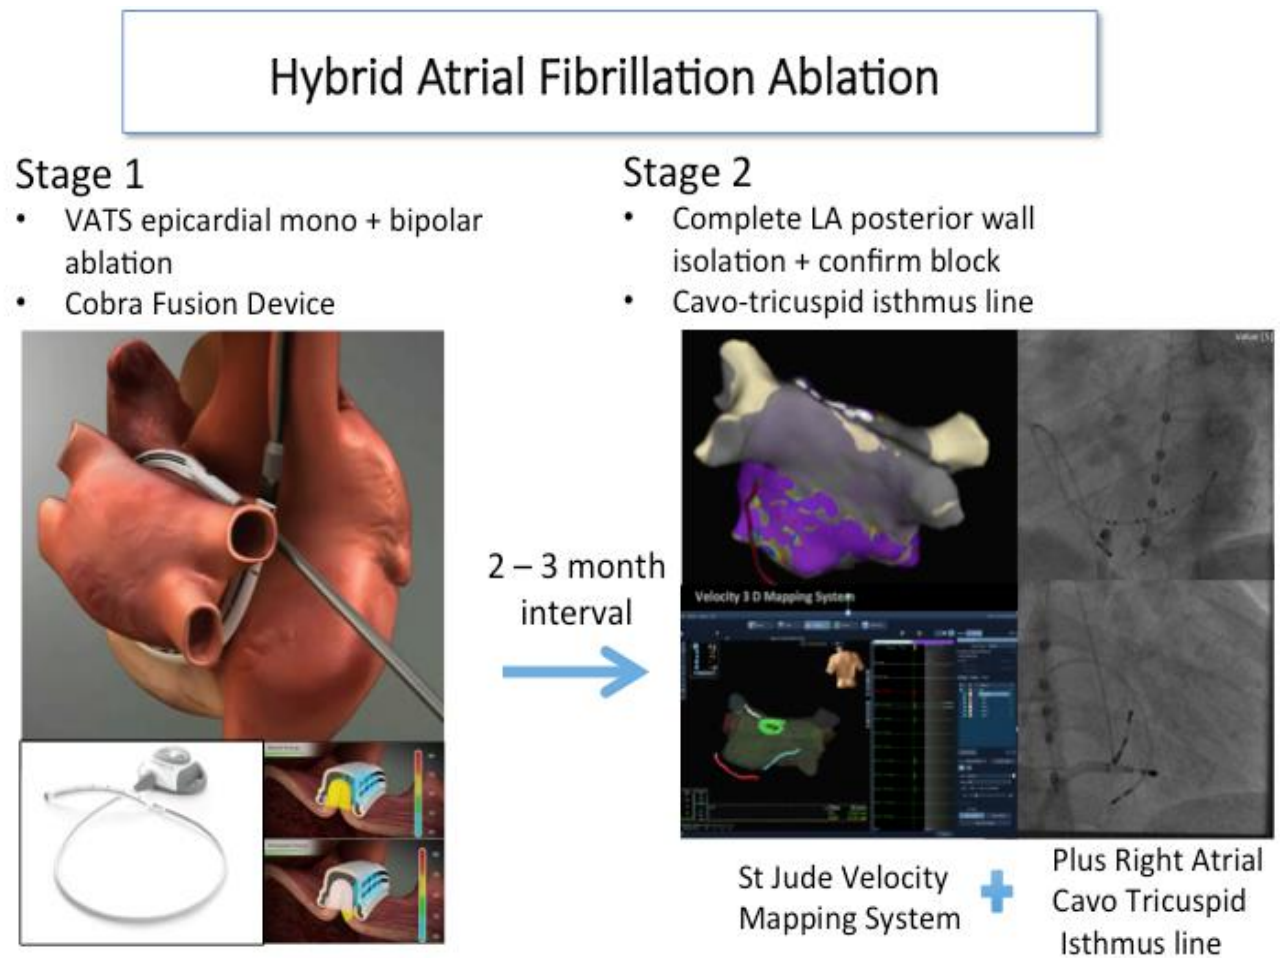 Hybrid Atrial Fibrillation Ablation
Stage 1
• VATS epicardial mono + bipolar
ablation
• Cobra Fusion Device
Stage 2
• Complete LA posterior wall
isolation + confirm block
• Cavo-tricuspid isthmus line
2 – 3 month
interval
Velocity 3 D Mapping System
St Jude Velocity
Mapping System
Plus Right Atrial
Cavo Tricuspid
Isthmus line